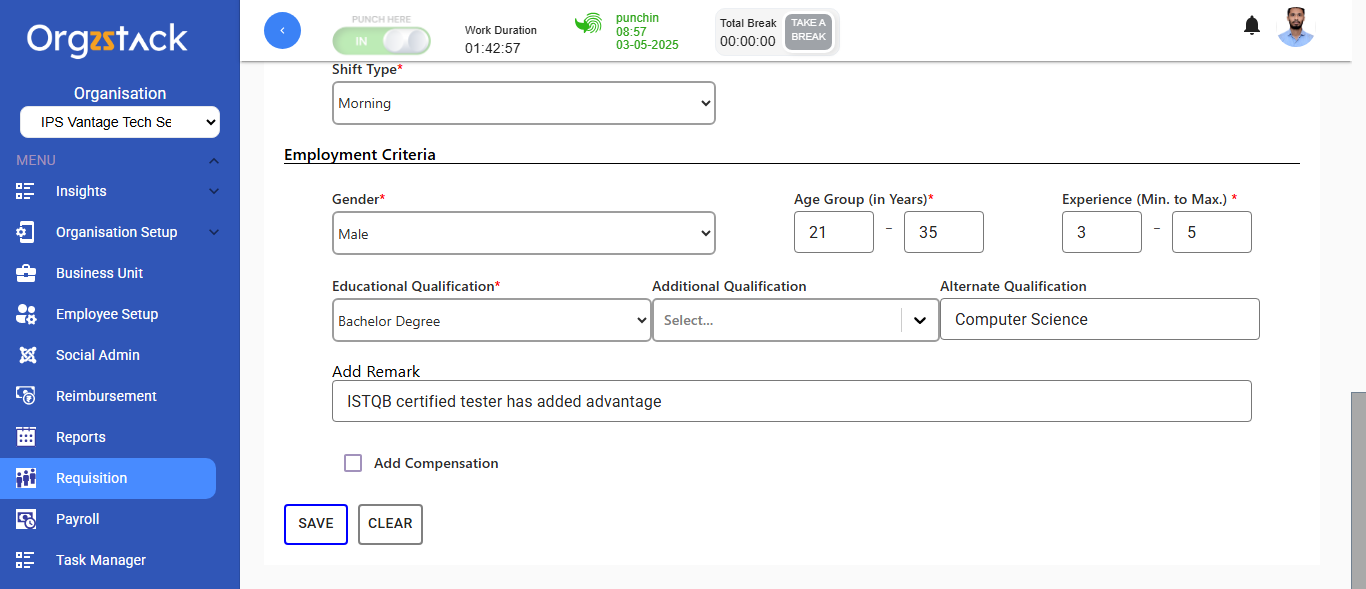 Orgzstack
Organisation
IPS Vantage Tech Se
MENU
Insights
Organisation Setup
Business Unit
Employee Setup
Social Admin
Reimbursement
Reports
Requisition
Payroll
Task Manager
PUNCH HERE
IN
Work Duration
01:42:57
punchin
08:57
03-05-2025
Total Break
00:00:00
TAKE A
BREAK
Shift Type*
Morning
Employment Criteria
Gender*
Male
Age Group (in Years)*
21 - 35
Experience (Min. to Max.) *
3 - 5
Educational Qualification*
Bachelor Degree
Additional Qualification
Select...
Alternate Qualification
Computer Science
Add Remark
ISTQB certified tester has added advantage
Add Compensation
SAVE
CLEAR